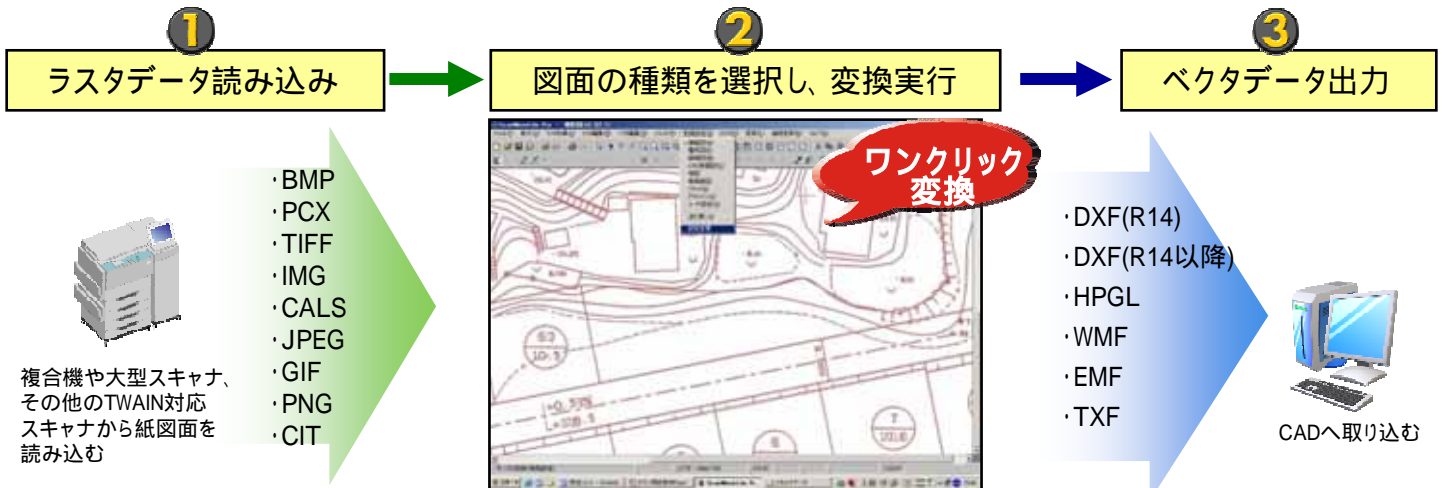 1
ラスタデータ読み込み
2
図面の種類を選択し、変換実行
3
ベクタデータ出力
・BMP
・PCX
・TIFF
・IMG
・CALS
・JPEG
・GIF
・PNG
・CIT
複合機や大型スキャナ、
その他のTWAIN対応
スキャナから紙図面を
読み込む
ワンクリック
変換
・DXF(R14)
・DXF(R14以降)
・HPGL
・WMF
・EMF
・TXF
CADへ取り込む